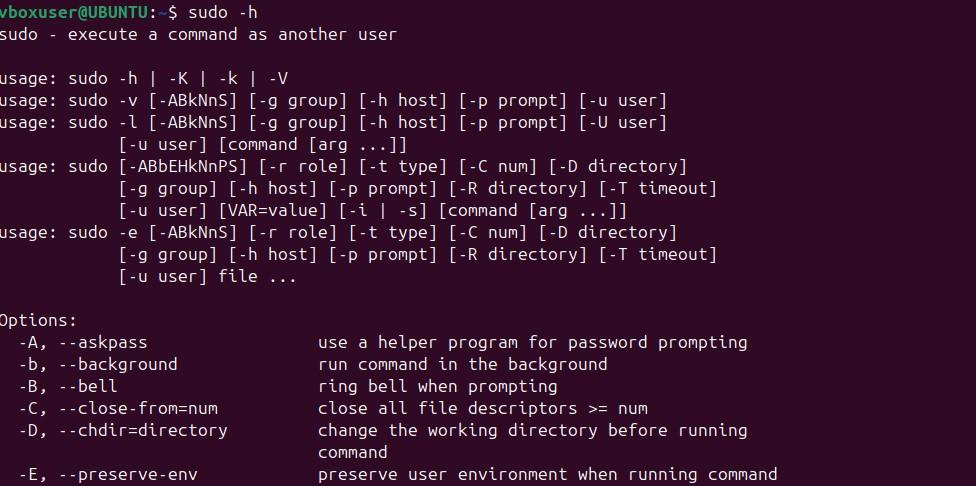 vboxuser@UBUNTU:~$ sudo -h
sudo - execute a command as another user

usage: sudo -h | -K | -k | -V
usage: sudo -v [-ABkNnS] [-g group] [-h host] [-p prompt] [-u user]
usage: sudo -l [-ABkNnS] [-g group] [-h host] [-p prompt] [-U user]
            [-u user] [command [arg ...]]
usage: sudo [-ABbEHkNnPS] [-r role] [-t type] [-C num] [-D directory]
            [-g group] [-h host] [-p prompt] [-R directory] [-T timeout]
            [-u user] [VAR=value] [-i | -s] [command [arg ...]]
usage: sudo -e [-ABkNnS] [-r role] [-t type] [-C num] [-D directory]
            [-g group] [-h host] [-p prompt] [-R directory] [-T timeout]
            [-u user] file ...

Options:
  -A, --askpass                 use a helper program for password prompting
  -b, --background              run command in the background
  -B, --bell                    ring bell when prompting
  -C, --close-from=num          close all file descriptors >= num
  -D, --chdir=directory         change the working directory before running
                                command
  -E, --preserve-env            preserve user environment when running command